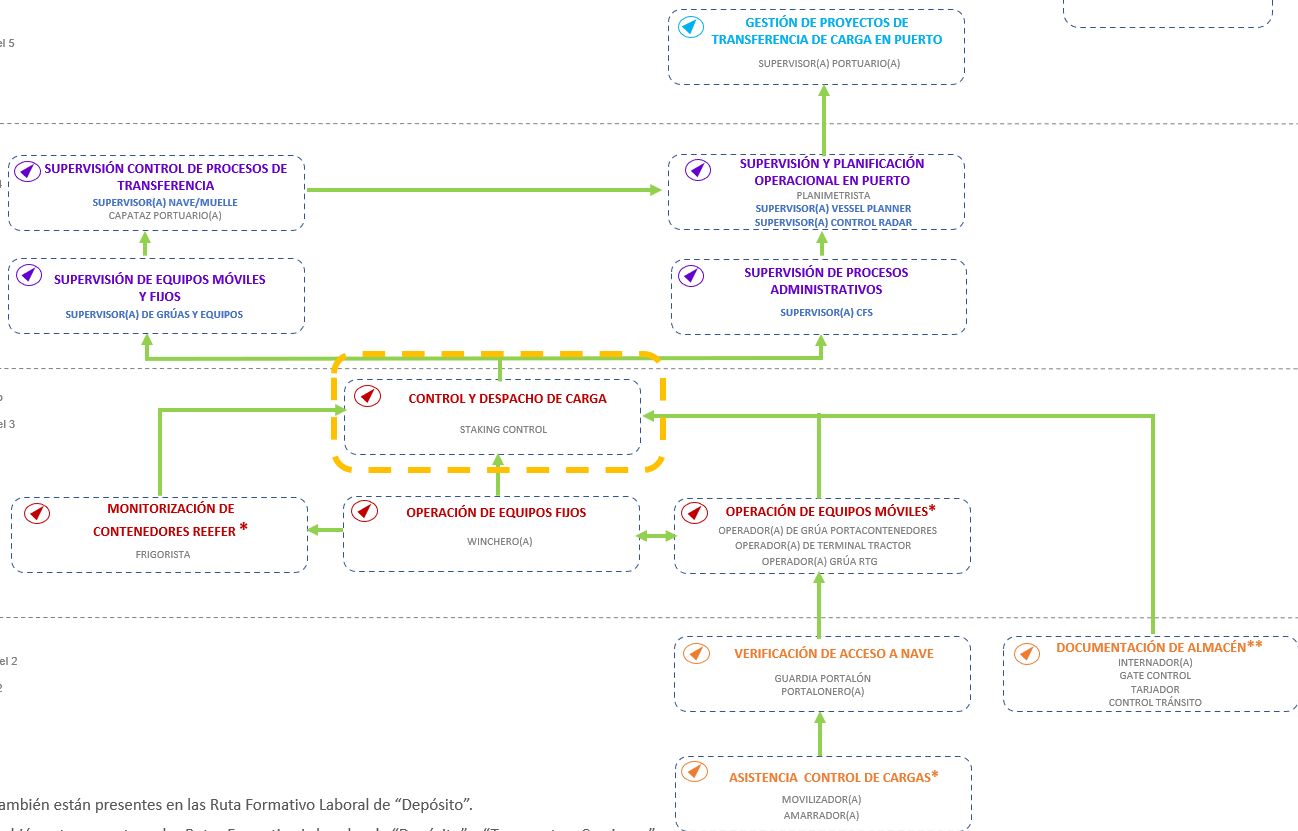 GESTIÓN DE PROYECTOS DE
TRANSFERENCIA DE CARGA EN PUERTO
SUPERVISOR(A) PORTUARIO(A)
el 5
SUPERVISIÓN CONTROL DE PROCESOS DE
TRANSFERENCIA
SUPERVISOR(A) NAVE/MUELLE
CAPATAZ PORTUARIO(A)
SUPERVISIÓN Y PLANIFICACIÓN
OPERACIONAL EN PUERTO
PLANIMETRISTA
SUPERVISOR(A) VESSEL PLANNER
SUPERVISOR(A) CONTROL RADAR
4
SUPERVISIÓN DE EQUIPOS MÓVILES
Y FIJOS
SUPERVISOR(A) DE GRÚAS Y EQUIPOS
SUPERVISIÓN DE PROCESOS
ADMINISTRATIVOS
SUPERVISOR(A) CFS
CONTROL Y DESPACHO DE CARGA
STAKING CONTROL
el 3
MONITORIZACIÓN DE
CONTENEDORES REEFER *
FRIGORISTA
OPERACIÓN DE EQUIPOS FIJOS
WINCHERO(A)
OPERACIÓN DE EQUIPOS MÓVILES*
OPERADOR(A) DE GRÚA PORTACONTENEDORES
OPERADOR(A) DE TERMINAL TRACTOR
OPERADOR(A) GRÚA RTG
el 2
2
VERIFICACIÓN DE ACCESO A NAVE
GUARDIA PORTALÓN
PORTALONERO(A)
DOCUMENTACIÓN DE ALMACÉN**
INTERNADOR(A)
GATE CONTROL
TARJADOR
CONTROL TRÁNSITO
ASISTENCIA CONTROL DE CARGAS*
MOVILIZADOR(A)
AMARRADOR(A)
ambién están presentes en las Ruta Formativo Laboral de “Depósito”.